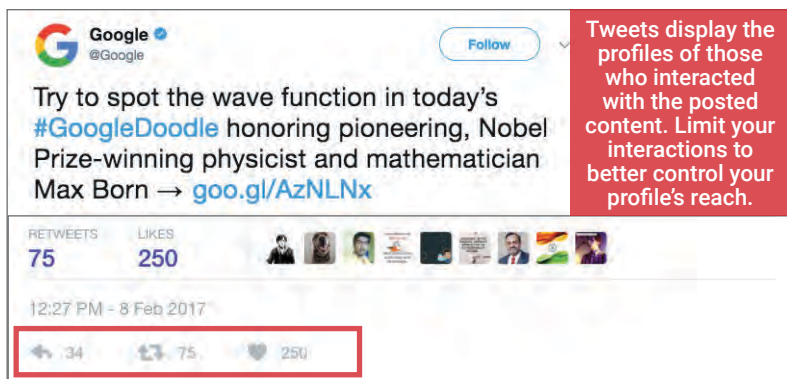 Google
@Google
Follow
Try to spot the wave function in today's
#GoogleDoodle honoring pioneering, Nobel
Prize-winning physicist and mathematician
Max Born → goo.gl/AzNLNx
Tweets display the
profiles of those
who interacted
with the posted
content. Limit your
interactions to
better control your
profile's reach.
RETWEETS LIKES
75 250
12:27 PM - 8 Feb 2017
34 75 250